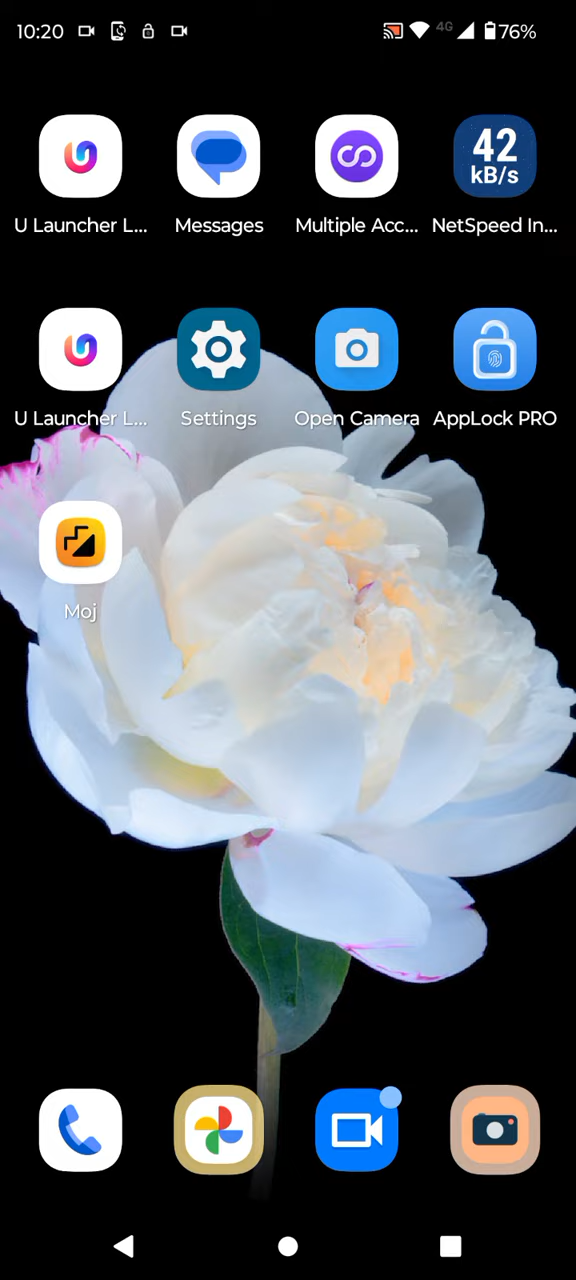 10:20 4G 76%
42
kB/s
U Launcher L... Messages Multiple Acc... NetSpeed In...
U Launcher L... Settings Open Camera AppLock PRO
Moj